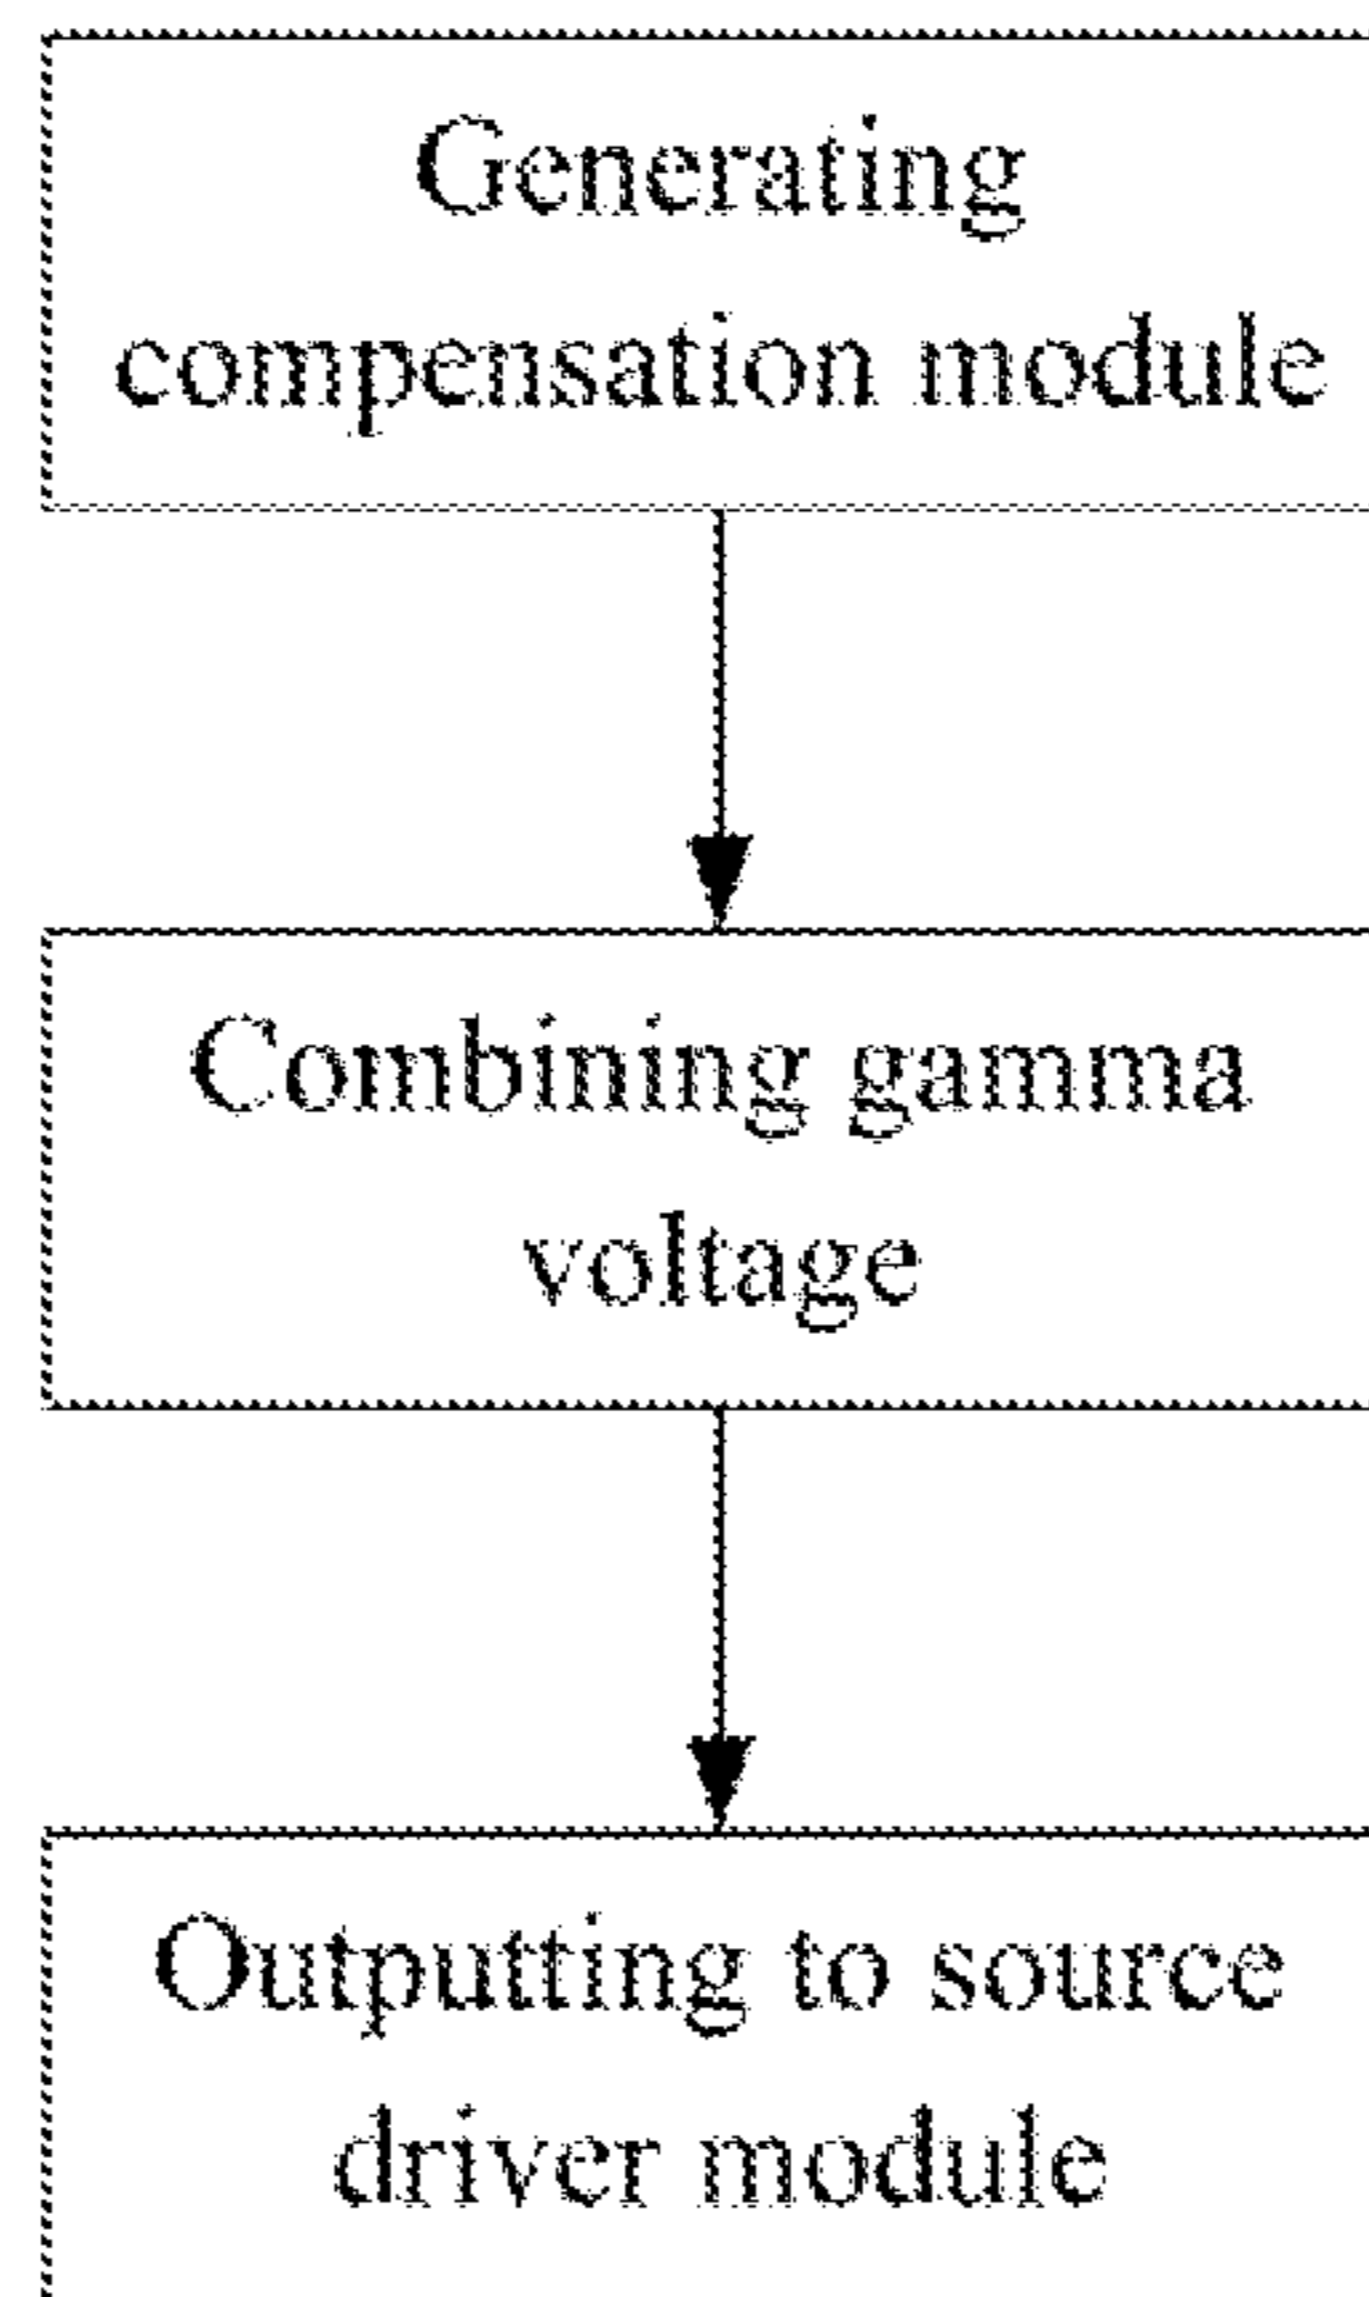 Generating
compensation module
Combining gamma
voltage
Outputting to source
driver module